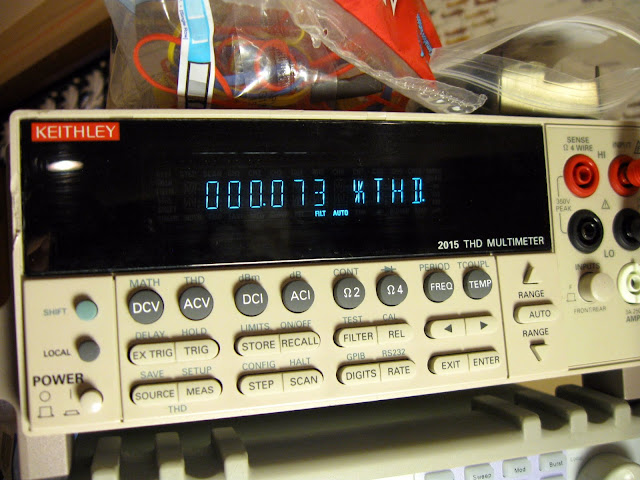 KEITHLEY
000.073 %THD
FILT AUTO
2015 THD MULTIMETER
SENSE
Ω 4 WIRE
INPUT
HI
350V
PEAK
LO
INPUTS
FRONT/REAR
SHIFT
LOCAL
POWER
MATH THD dBm dB CONT PERIOD TCOUPL
DCV ACV DCI ACI Ω2 Ω4 FREQ TEMP
DELAY HOLD LIMITS ON/OFF TEST CAL
EX TRIG TRIG STORE RECALL FILTER REL
SAVE SETUP CONFIG HALT GPIB RS232
SOURCE MEAS STEP SCAN DIGITS RATE EXIT ENTER
THD
RANGE
AUTO
RANGE
Sweep Mod Burst